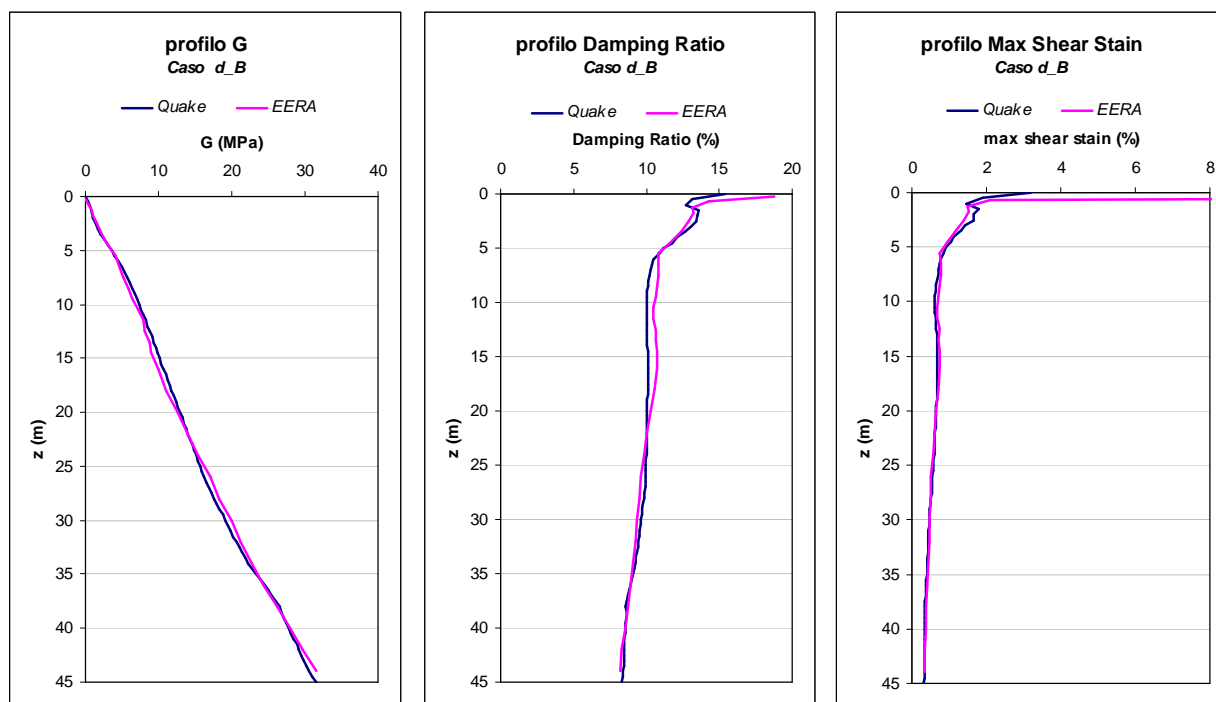 profilo G
Caso d_B
Quake EERA
G (MPa)
0 10 20 30 40
0
5
10
15
20
25
30
35
40
45
z (m)
profilo Damping Ratio
Caso d_B
Quake EERA
Damping Ratio (%)
0 5 10 15 20
0
5
10
15
20
25
30
35
40
45
z (m)
profilo Max Shear Stain
Caso d_B
Quake EERA
max shear stain (%)
0 2 4 6 8
0
5
10
15
20
25
30
35
40
45
z (m)